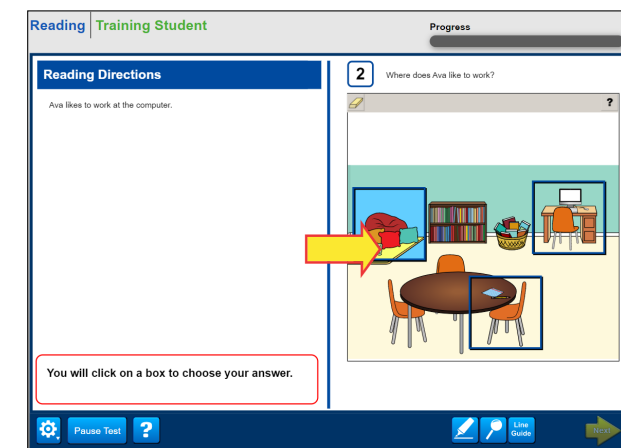 Reading Training Student
Progress
Reading Directions
Ava likes to work at the computer.
2 Where does Ava like to work?
?
You will click on a box to choose your answer.
Pause Test
?
Line
Guide
Next